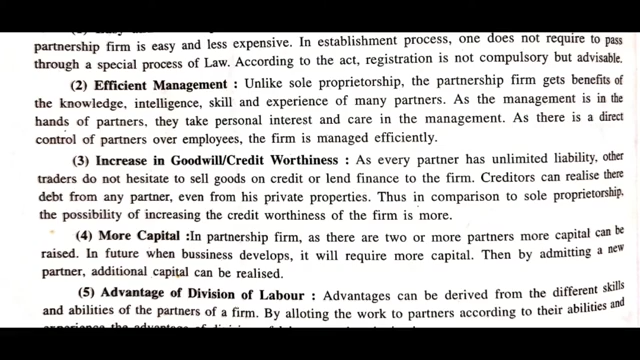 partnership firm is easy and less expensive. In establishment process, one does not require to pass
through a special process of Law. According to the act, registration is not compulsory but advisable.
(2) Efficient Management : Unlike sole proprietorship, the partnership firm gets benefits of
the knowledge, intelligence, skill and experience of many partners. As the management is in the
hands of partners, they take personal interest and care in the management. As there is a direct
control of partners over employees, the firm is managed efficiently.
(3) Increase in Goodwill/Credit Worthiness : As every partner has unlimited liability, other
traders do not hesitate to sell goods on credit or lend finance to the firm. Creditors can realise there
debt from any partner, even from his private properties. Thus in comparison to sole proprietorship,
the possibility of increasing the credit worthiness of the firm is more.
(4) More Capital : In partnership firm, as there are two or more partners more capital can be
raised. In future when bussiness develops, it will require more capital. Then by admitting a new
partner, additional capital can be realised.
(5) Advantage of Division of Labour : Advantages can be derived from the different skills
and abilities of the partners of a firm. By alloting the work to partners according to their abilities and